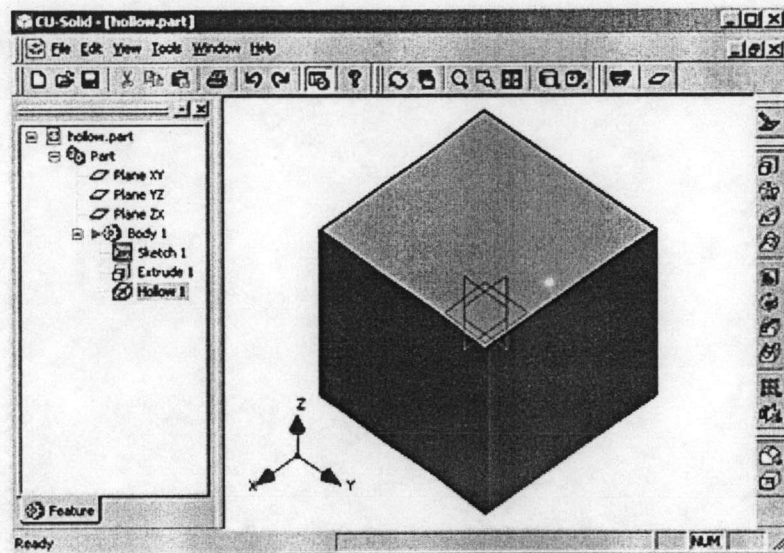 CU-Solid - [hollow.part]
File Edit View Tools Window Help
hollow.part
Part
Plane XY
Plane YZ
Plane ZX
Body 1
Sketch 1
Extrude 1
Hollow 1
Z
X
Y
Feature
Ready
NUM